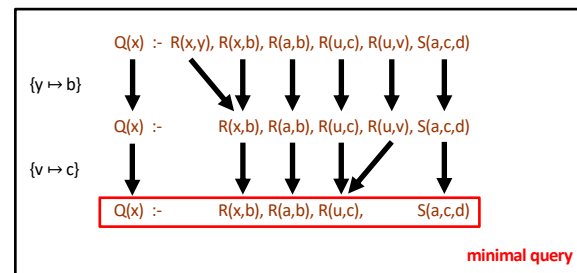 Q(x) :- R(x,y), R(x,b), R(a,b), R(u,c), R(u,v), S(a,c,d)
{y ↦ b}
Q(x) :- R(x,b), R(a,b), R(u,c), R(u,v), S(a,c,d)
{v ↦ c}
Q(x) :- R(x,b), R(a,b), R(u,c), S(a,c,d)
minimal query